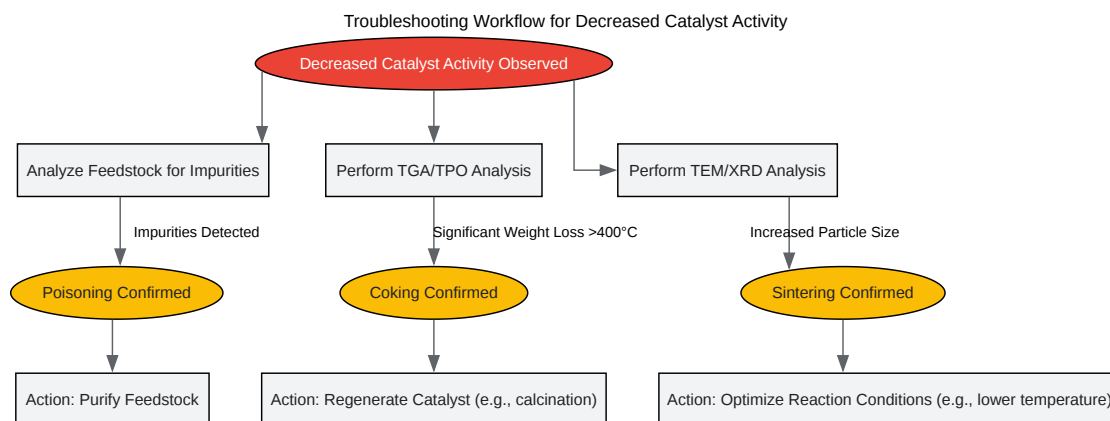 Troubleshooting Workflow for Decreased Catalyst Activity
Decreased Catalyst Activity Observed
Analyze Feedstock for Impurities
Perform TGA/TPO Analysis
Perform TEM/XRD Analysis
Impurities Detected
Significant Weight Loss >400°C
Increased Particle Size
Poisoning Confirmed
Coking Confirmed
Sintering Confirmed
Action: Purify Feedstock
Action: Regenerate Catalyst (e.g., calcination)
Action: Optimize Reaction Conditions (e.g., lower temperature)